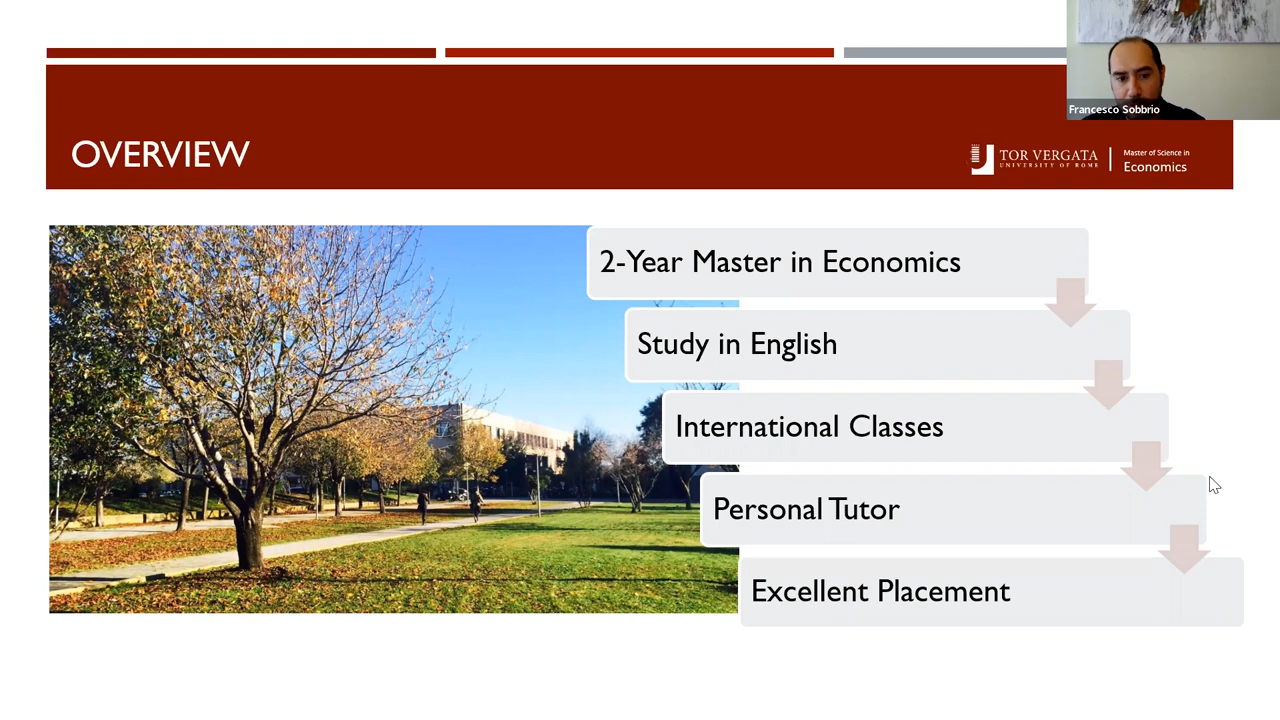 Francesco Sobbrio
OVERVIEW
TOR VERGATA
UNIVERSITY OF ROME
Master of Science in
Economics
2-Year Master in Economics
Study in English
International Classes
Personal Tutor
Excellent Placement